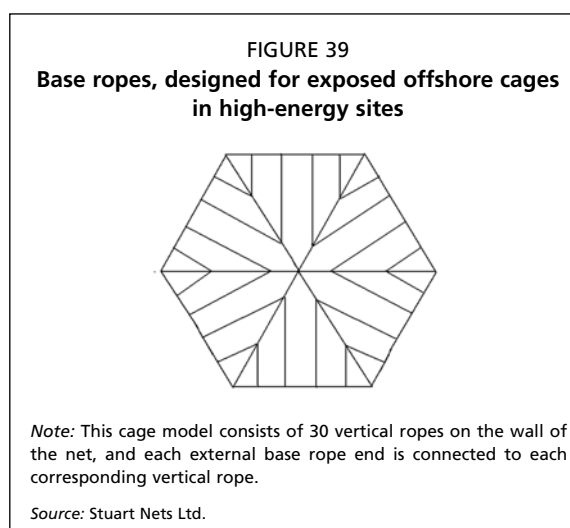 FIGURE 39
Base ropes, designed for exposed offshore cages
in high-energy sites
Note: This cage model consists of 30 vertical ropes on the wall of
the net, and each external base rope end is connected to each
corresponding vertical rope.
Source: Stuart Nets Ltd.